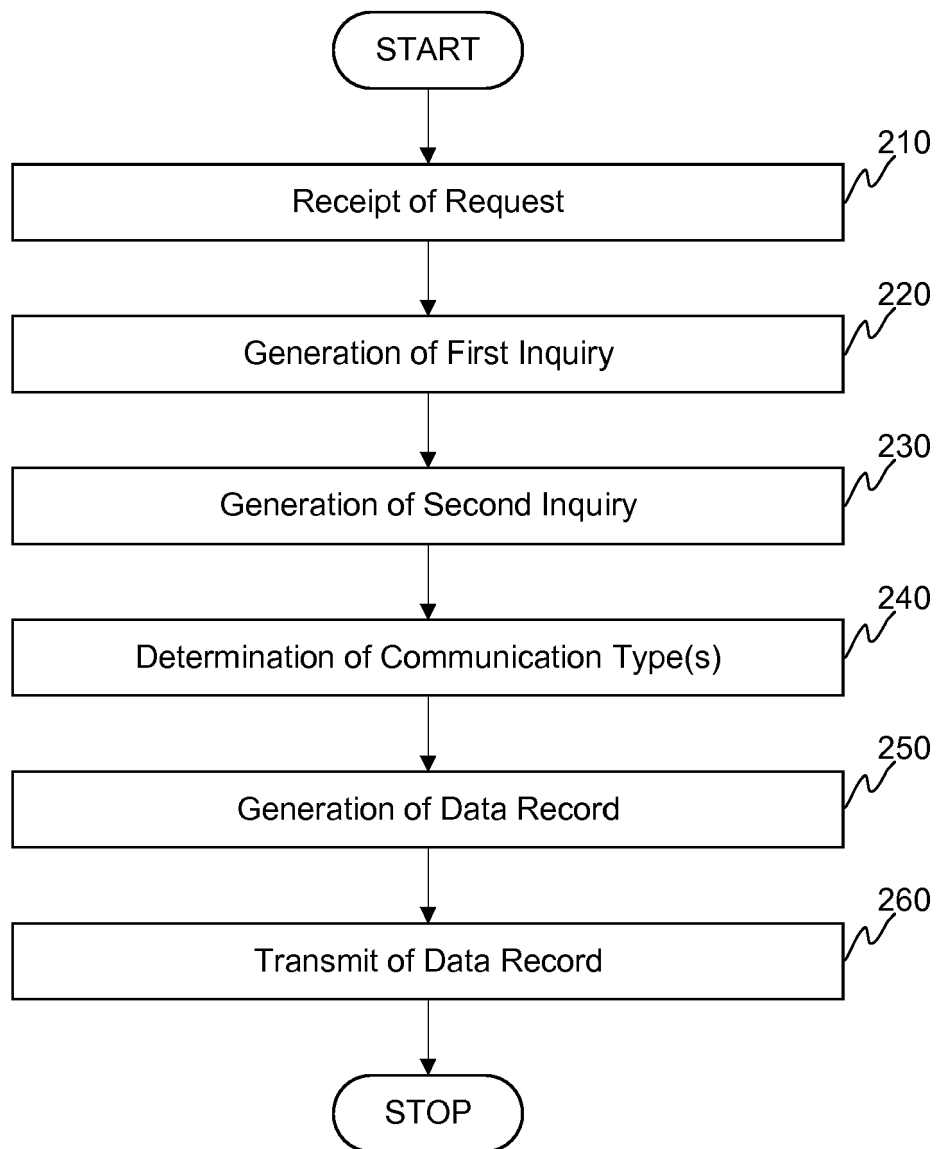 START
210
Receipt of Request
220
Generation of First Inquiry
230
Generation of Second Inquiry
240
Determination of Communication Type(s)
250
Generation of Data Record
260
Transmit of Data Record
STOP